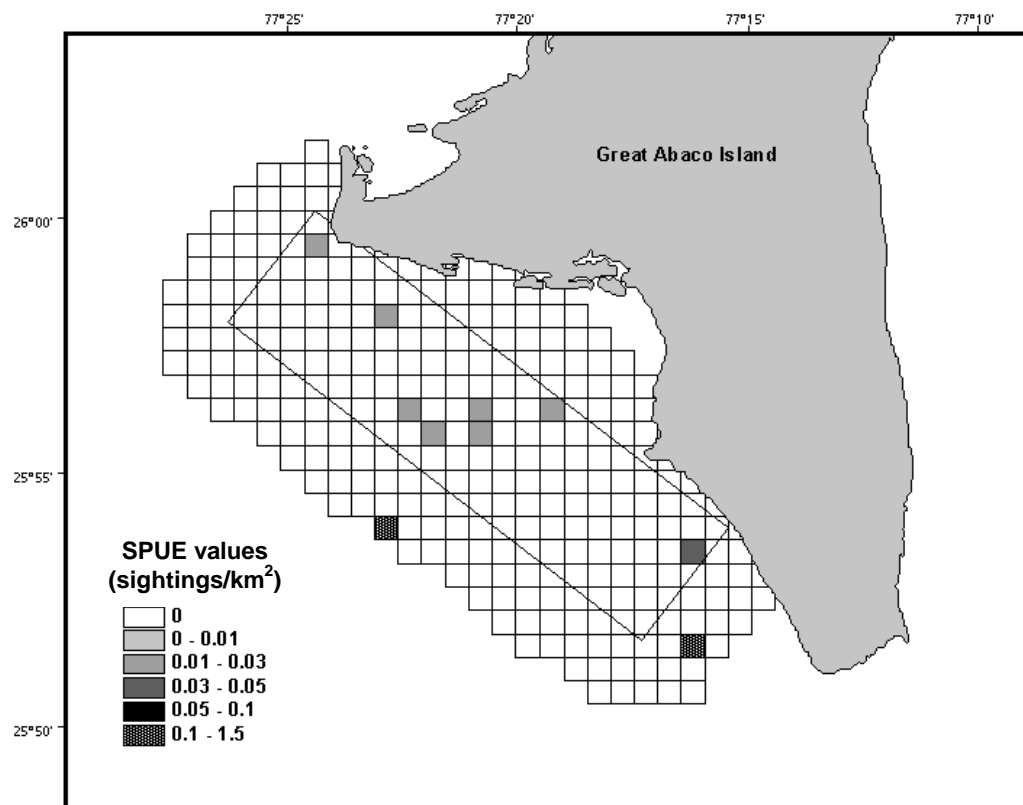 77°25' 77°20' 77°15' 77°10'
Great Abaco Island
26°00'
25°55'
SPUE values
(sightings/km²)
0
0 - 0.01
0.01 - 0.03
0.03 - 0.05
0.05 - 0.1
0.1 - 1.5
25°50'